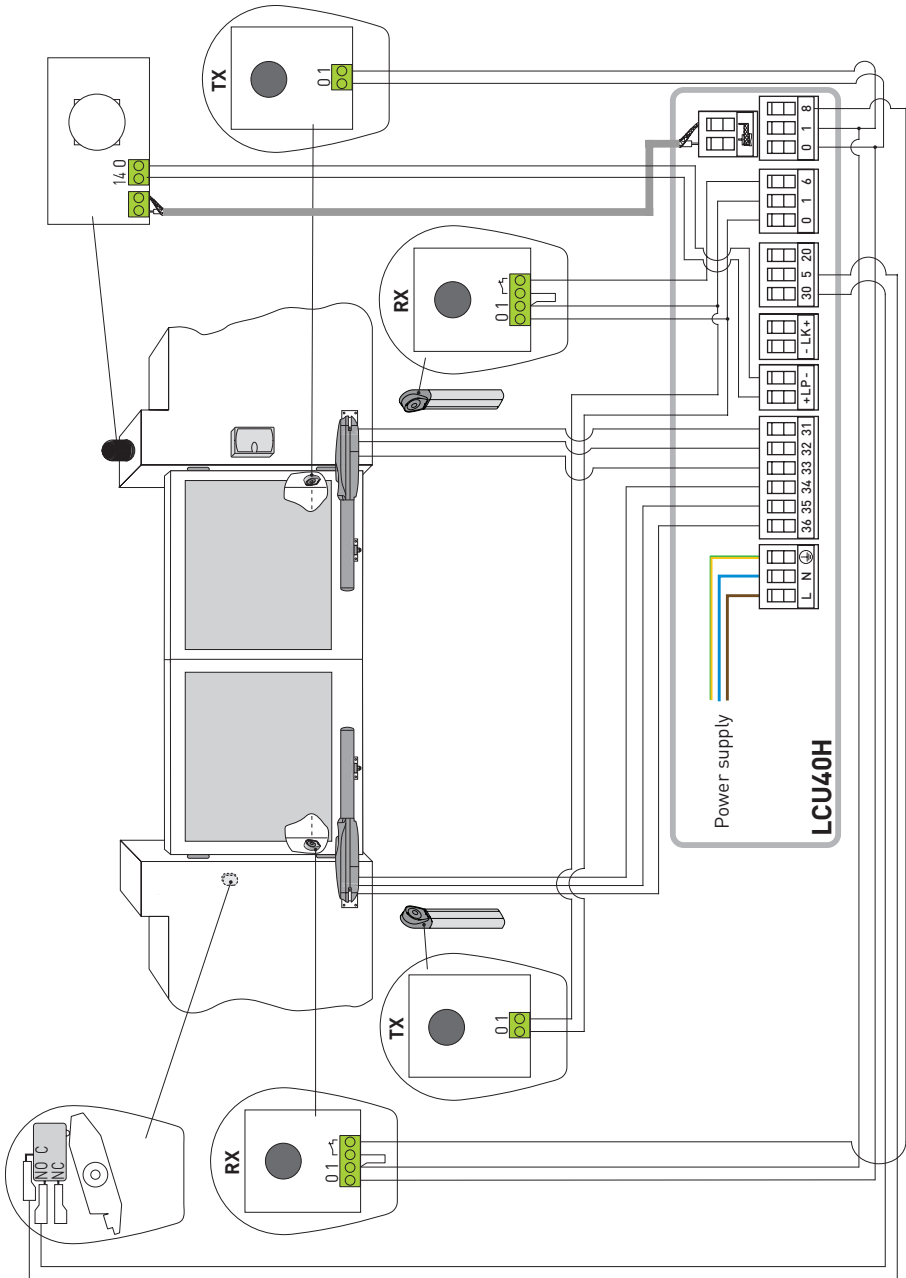 NO C
NC
14 0
RX
0 1
TX
0 1
TX
0 1
RX
0 1
Power supply
L N
36 35 34 33 32 31
+LP-
- LK+
30 5 20
0 1 6
0 1 8
LCU40H